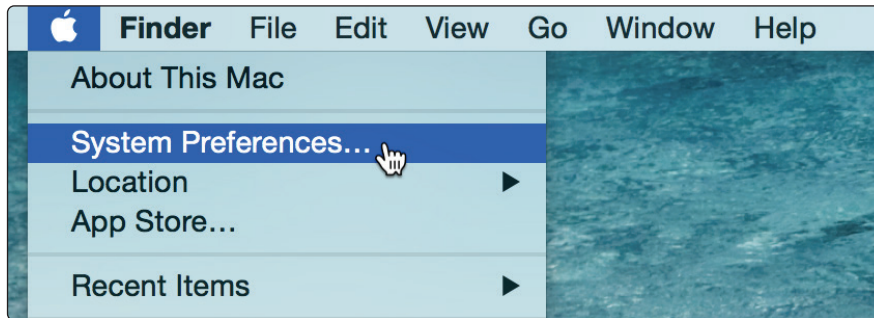 Finder File Edit View Go Window Help
About This Mac
System Preferences...
Location
App Store...
Recent Items